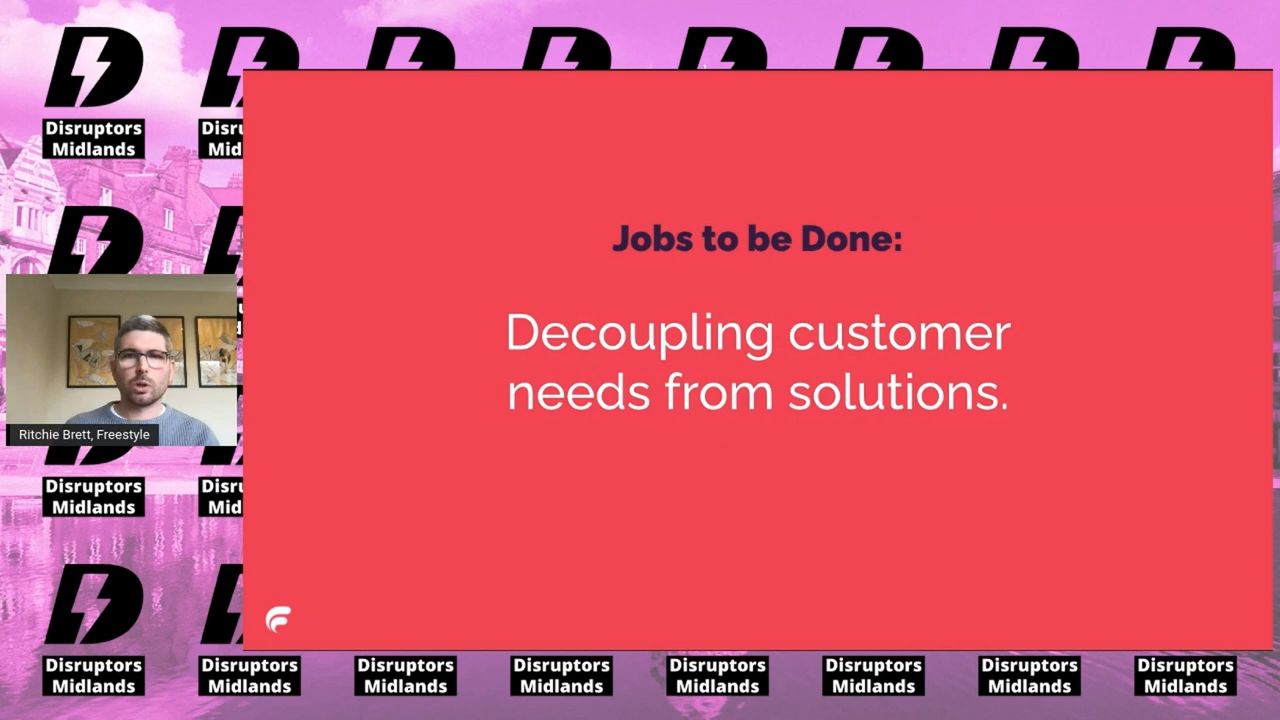 Disruptors
Midlands
Disru
Mid
Jobs to be Done:
Decoupling customer
needs from solutions.
Ritchie Brett, Freestyle
Disruptors
Midlands
Disru
Mid
Disruptors
Midlands
Disruptors
Midlands
Disruptors
Midlands
Disruptors
Midlands
Disruptors
Midlands
Disruptors
Midlands
Disruptors
Midlands
Disruptors
Midlands